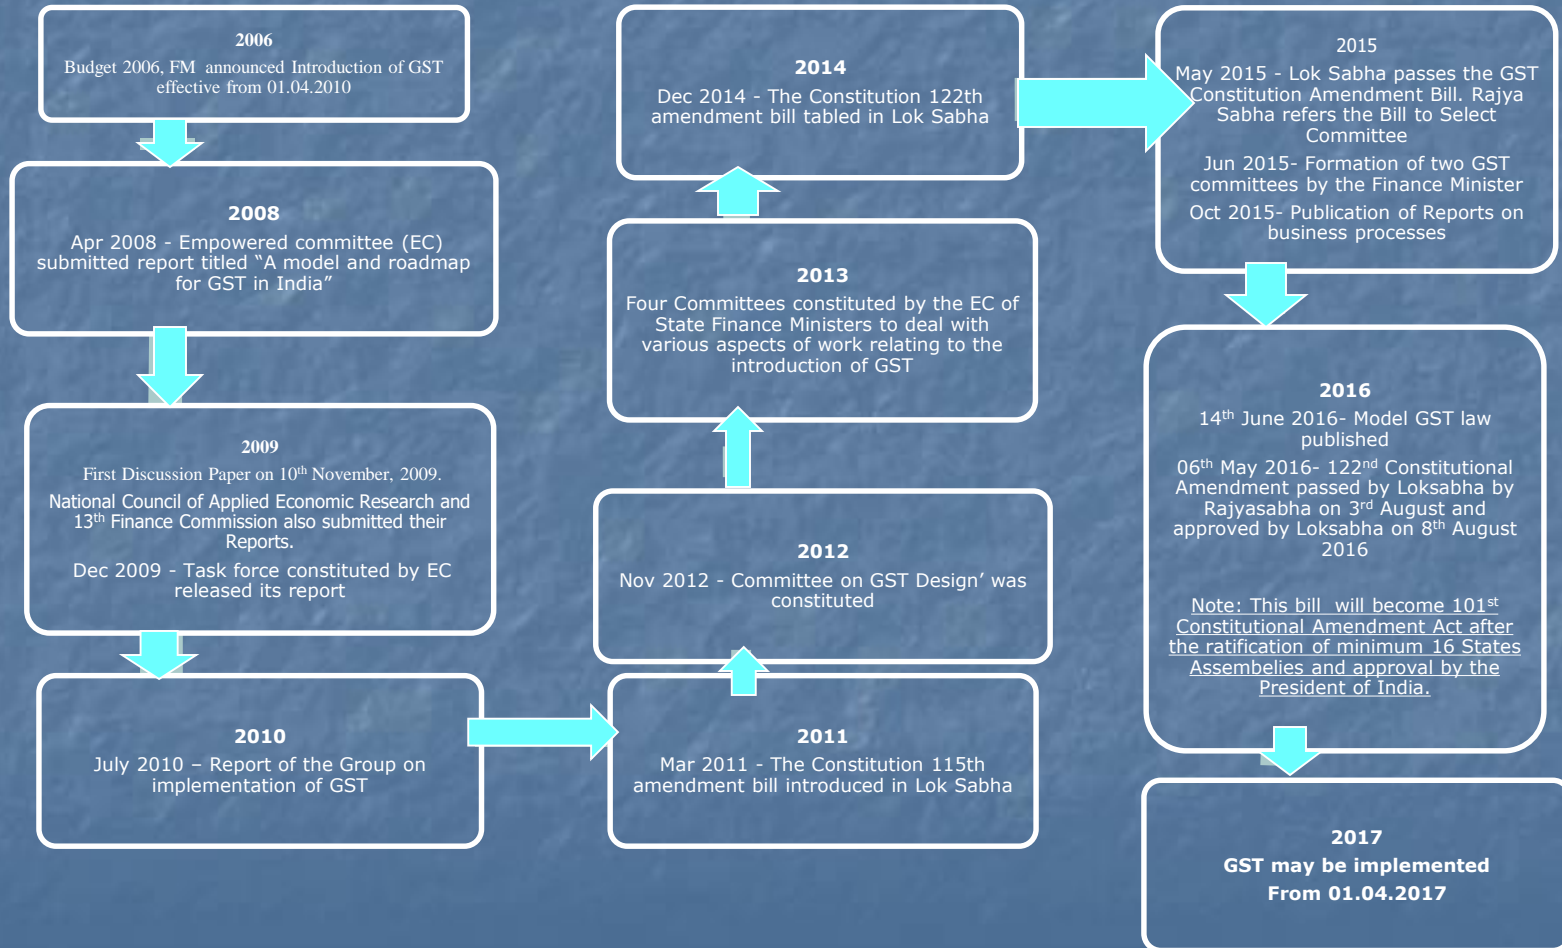 2006
Budget 2006, FM announced Introduction of GST
effective from 01.04.2010
2008
Apr 2008 - Empowered committee (EC)
submitted report titled “A model and roadmap
for GST in India”
2009
First Discussion Paper on 10th November, 2009.
National Council of Applied Economic Research and
13th Finance Commission also submitted their
Reports.
Dec 2009 - Task force constituted by EC
released its report
2010
July 2010 – Report of the Group on
implementation of GST
2011
Mar 2011 - The Constitution 115th
amendment bill introduced in Lok Sabha
2012
Nov 2012 - Committee on GST Design’ was
constituted
2013
Four Committees constituted by the EC of
State Finance Ministers to deal with
various aspects of work relating to the
introduction of GST
2014
Dec 2014 - The Constitution 122th
amendment bill tabled in Lok Sabha
2015
May 2015 - Lok Sabha passes the GST
Constitution Amendment Bill. Rajya
Sabha refers the Bill to Select
Committee
Jun 2015- Formation of two GST
committees by the Finance Minister
Oct 2015- Publication of Reports on
business processes
2016
14th June 2016- Model GST law
published
06th May 2016- 122nd Constitutional
Amendment passed by Loksabha by
Rajyasabha on 3rd August and
approved by Loksabha on 8th August
2016
Note: This bill will become 101st
Constitutional Amendment Act after
the ratification of minimum 16 States
Assembelies and approval by the
President of India.
2017
GST may be implemented
From 01.04.2017